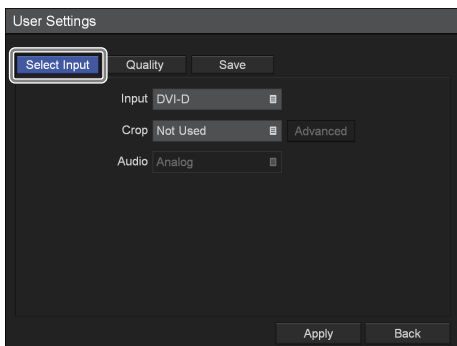 User Settings
Select Input Quality Save
Input DVI-D
Crop Not Used Advanced
Audio Analog
Apply Back